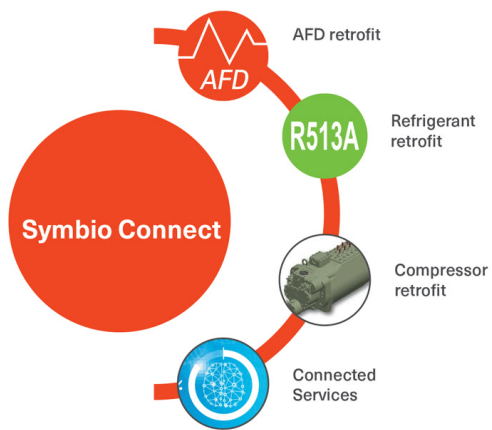 AFD
AFD retrofit
R513A
Refrigerant
retrofit
Symbio Connect
Compressor
retrofit
Connected
Services